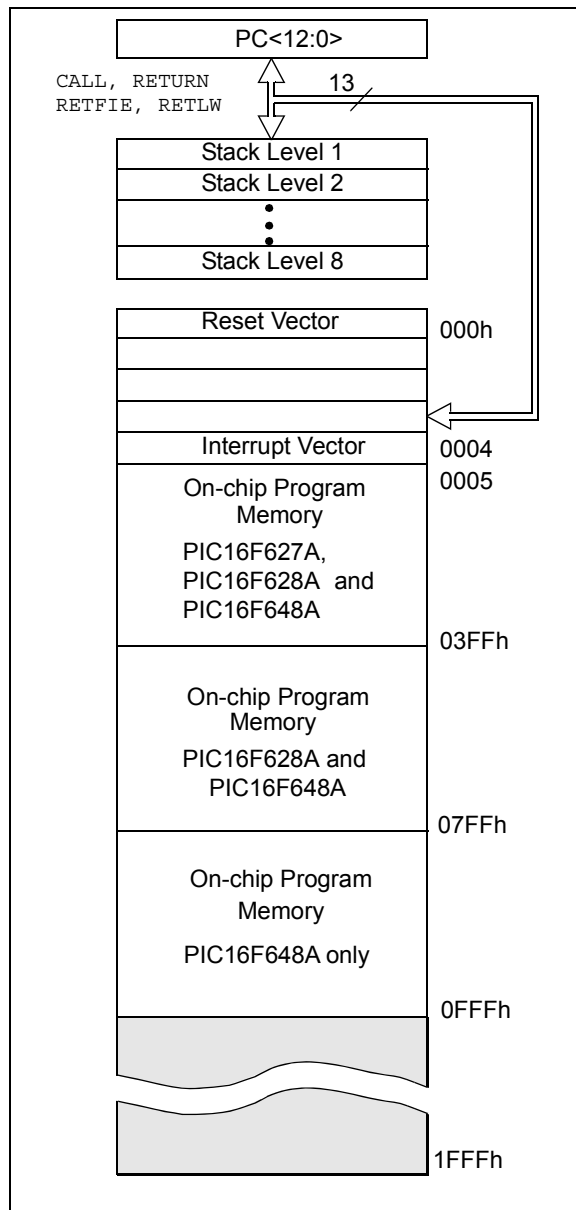 PC<12:0>
CALL, RETURN
RETFIE, RETLW
13
Stack Level 1
Stack Level 2
Stack Level 8
Reset Vector
000h
Interrupt Vector
0004
0005
On-chip Program
Memory
PIC16F627A,
PIC16F628A and
PIC16F648A
03FFh
On-chip Program
Memory
PIC16F628A and
PIC16F648A
07FFh
On-chip Program
Memory
PIC16F648A only
0FFFh
1FFFh